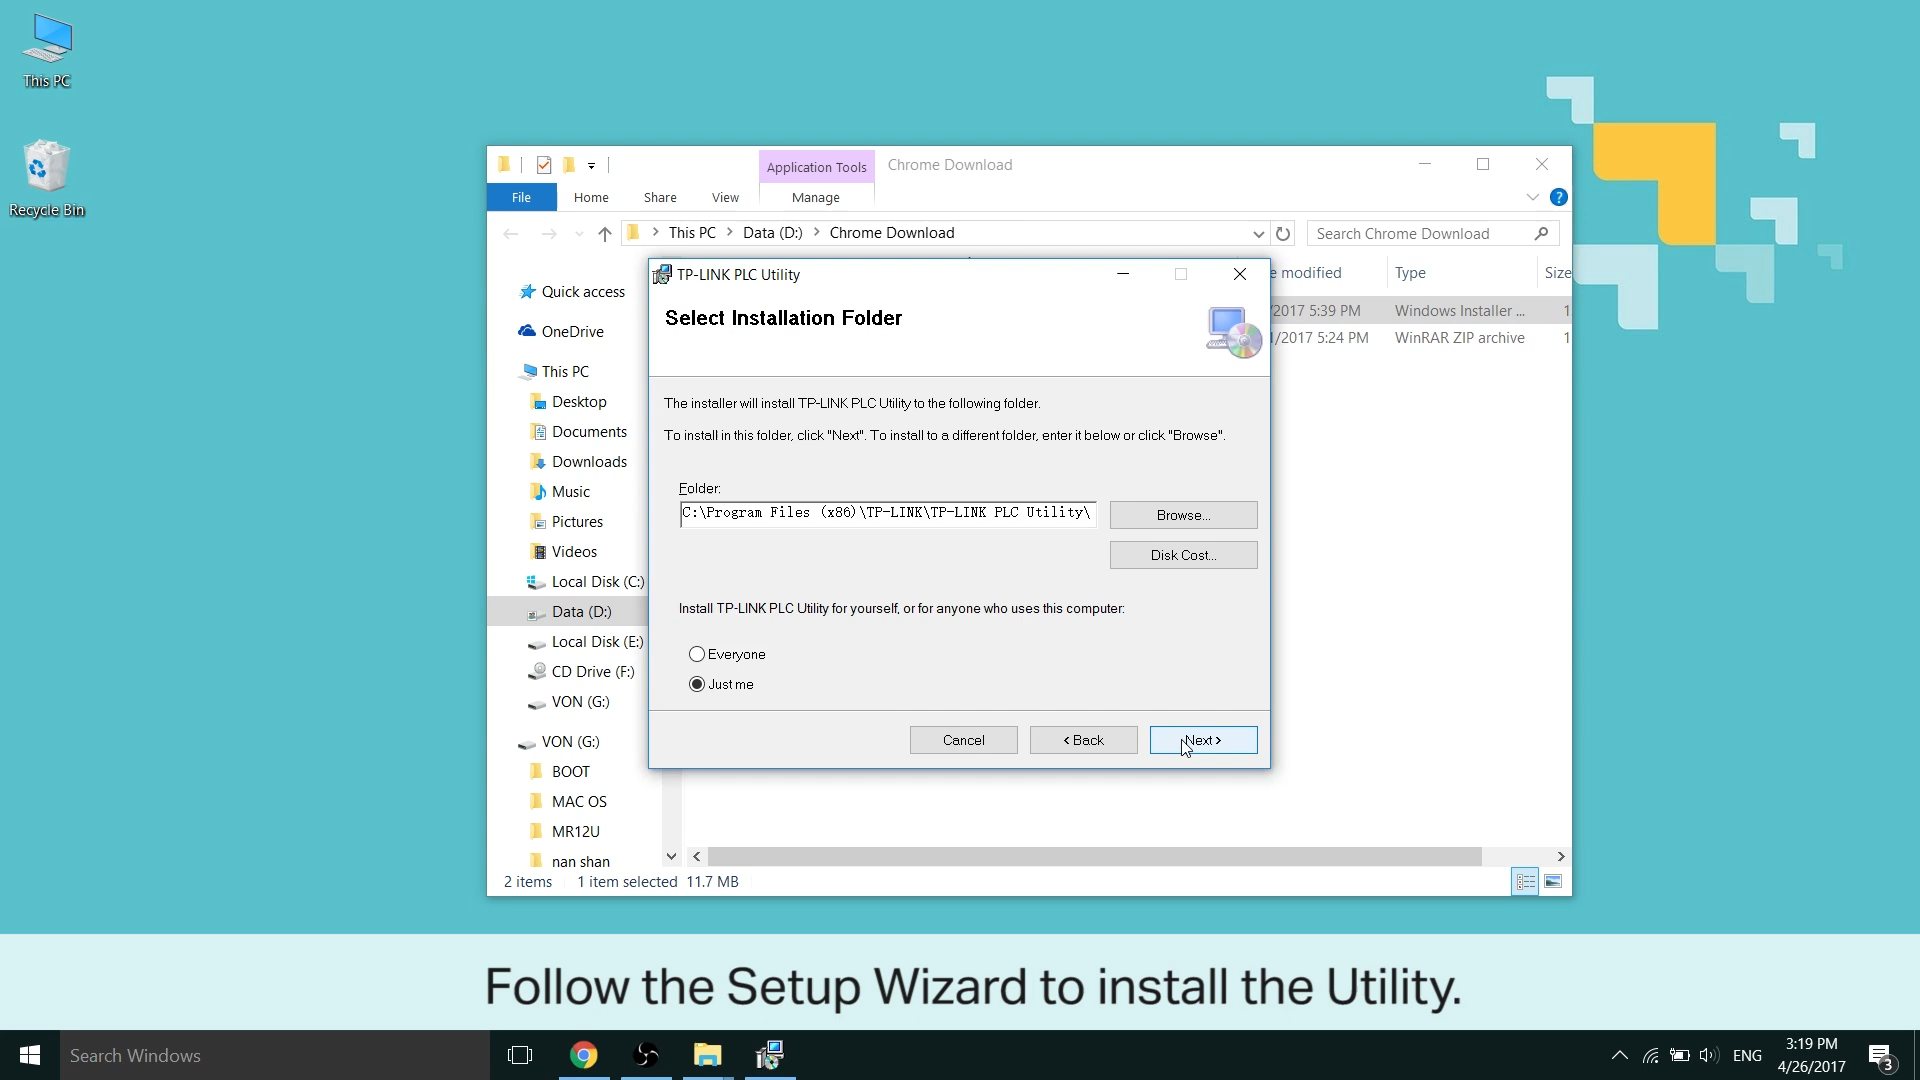 This PC
Recycle Bin
Application Tools
Chrome Download
File
Home
Share
View
Manage
This PC > Data (D:) > Chrome Download
Search Chrome Download
modified
Type
Size
Quick access
OneDrive
This PC
Desktop
Documents
Downloads
Music
Pictures
Videos
Local Disk (C:)
Data (D:)
Local Disk (E:)
CD Drive (F:)
VON (G:)
VON (G:)
BOOT
MAC OS
MR12U
nan shan
/2017 5:39 PM
Windows Installer ...
1
/2017 5:24 PM
WinRAR ZIP archive
1
TP-LINK PLC Utility
Select Installation Folder
The installer will install TP-LINK PLC Utility to the following folder.
To install in this folder, click "Next". To install to a different folder, enter it below or click "Browse".
Folder:
C:\Program Files (x86)\TP-LINK\TP-LINK PLC Utility\
Browse...
Disk Cost...
Install TP-LINK PLC Utility for yourself, or for anyone who uses this computer:
Everyone
Just me
Cancel
< Back
Next >
2 items
1 item selected 11.7 MB
Follow the Setup Wizard to install the Utility.
Search Windows
ENG
3:19 PM
4/26/2017
3